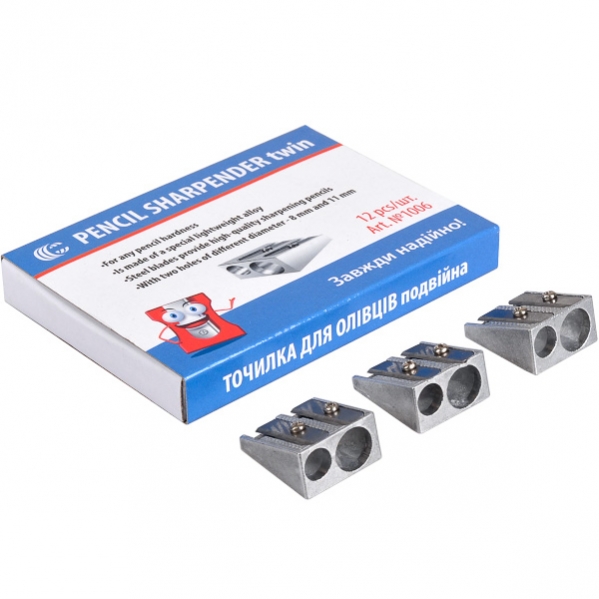 PENCIL SHARPENDER twin
-For any pencil hardness
-Is made of a special lightweight alloy
-Steel blades provide high-quality sharpening pencils
-With two holes of different diameter - 8 mm and 11 mm
12 pcs/шт.
Art. №1006
Завжди надійно!
ТОЧИЛКА ДЛЯ ОЛІВЦІВ подвійна